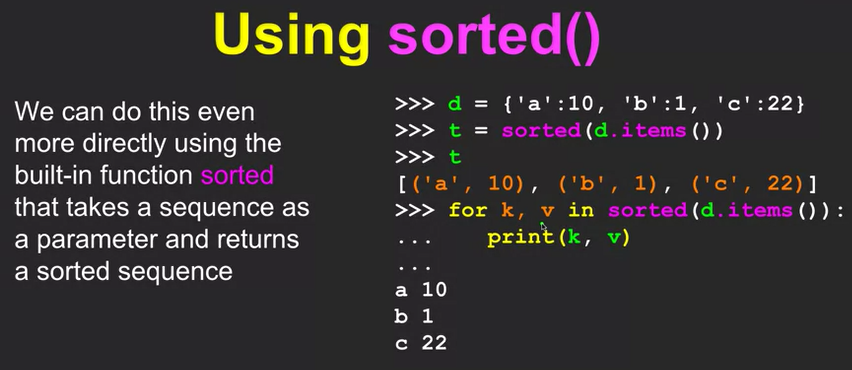 Using sorted()
We can do this even
more directly using the
built-in function sorted
that takes a sequence as
a parameter and returns
a sorted sequence
>>> d = {'a':10, 'b':1, 'c':22}
>>> t = sorted(d.items())
>>> t
[('a', 10), ('b', 1), ('c', 22)]
>>> for k, v in sorted(d.items()):
...     print(k, v)
...
a 10
b 1
c 22